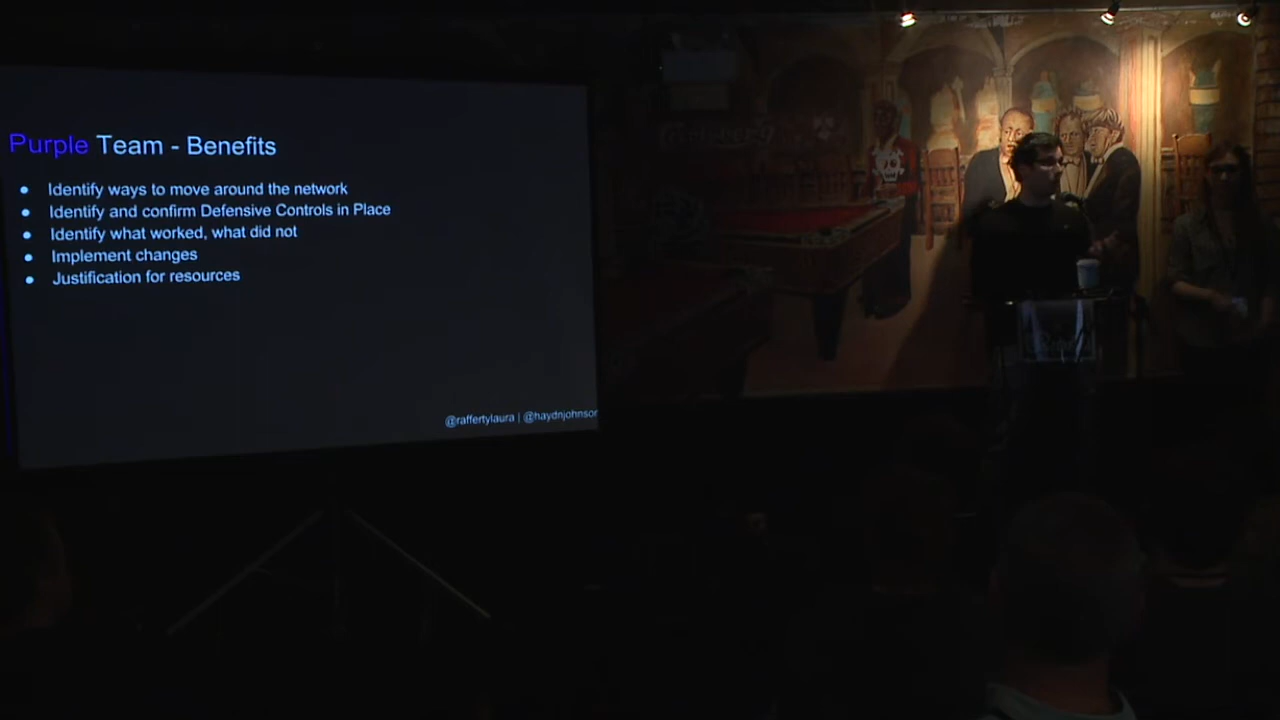 Purple Team - Benefits
● Identify ways to move around the network
● Identify and confirm Defensive Controls in Place
● Identify what worked, what did not
● Implement changes
● Justification for resources
@raffertylaura | @haydnjohnson